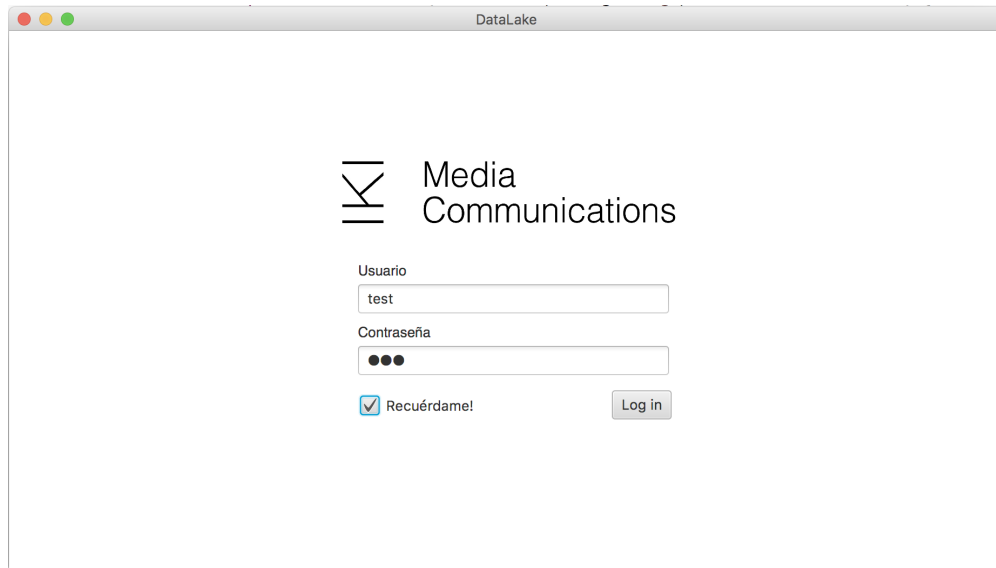 DataLake
Media
Communications
Usuario
test
Contraseña
●●●
Recuérdame!
Log in